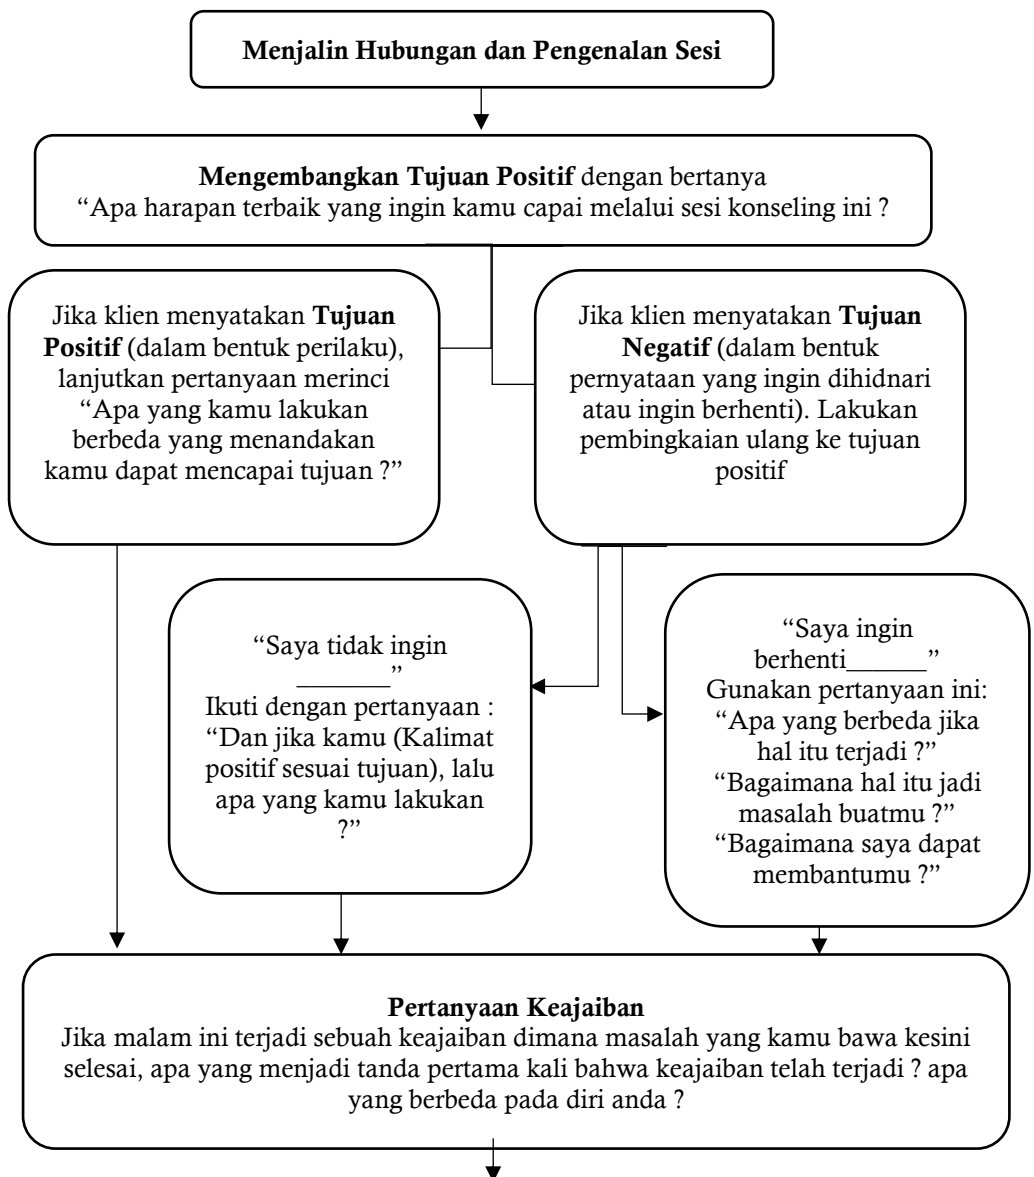 Menjalin Hubungan dan Pengenalan Sesi
Mengembangkan Tujuan Positif dengan bertanya
“Apa harapan terbaik yang ingin kamu capai melalui sesi konseling ini ?
Jika klien menyatakan Tujuan
Positif (dalam bentuk perilaku),
lanjutkan pertanyaan merinci
“Apa yang kamu lakukan
berbeda yang menandakan
kamu dapat mencapai tujuan ?”
Jika klien menyatakan Tujuan
Negatif (dalam bentuk
pernyataan yang ingin dihidnari
atau ingin berhenti). Lakukan
pembingkaian ulang ke tujuan
positif
“Saya tidak ingin
_______”
Ikuti dengan pertanyaan :
“Dan jika kamu (Kalimat
positif sesuai tujuan), lalu
apa yang kamu lakukan
?”
“Saya ingin
berhenti______”
Gunakan pertanyaan ini:
“Apa yang berbeda jika
hal itu terjadi ?”
“Bagaimana hal itu jadi
masalah buatmu ?”
“Bagaimana saya dapat
membantumu ?”
Pertanyaan Keajaiban
Jika malam ini terjadi sebuah keajaiban dimana masalah yang kamu bawa kesini
selesai, apa yang menjadi tanda pertama kali bahwa keajaiban telah terjadi ? apa
yang berbeda pada diri anda ?